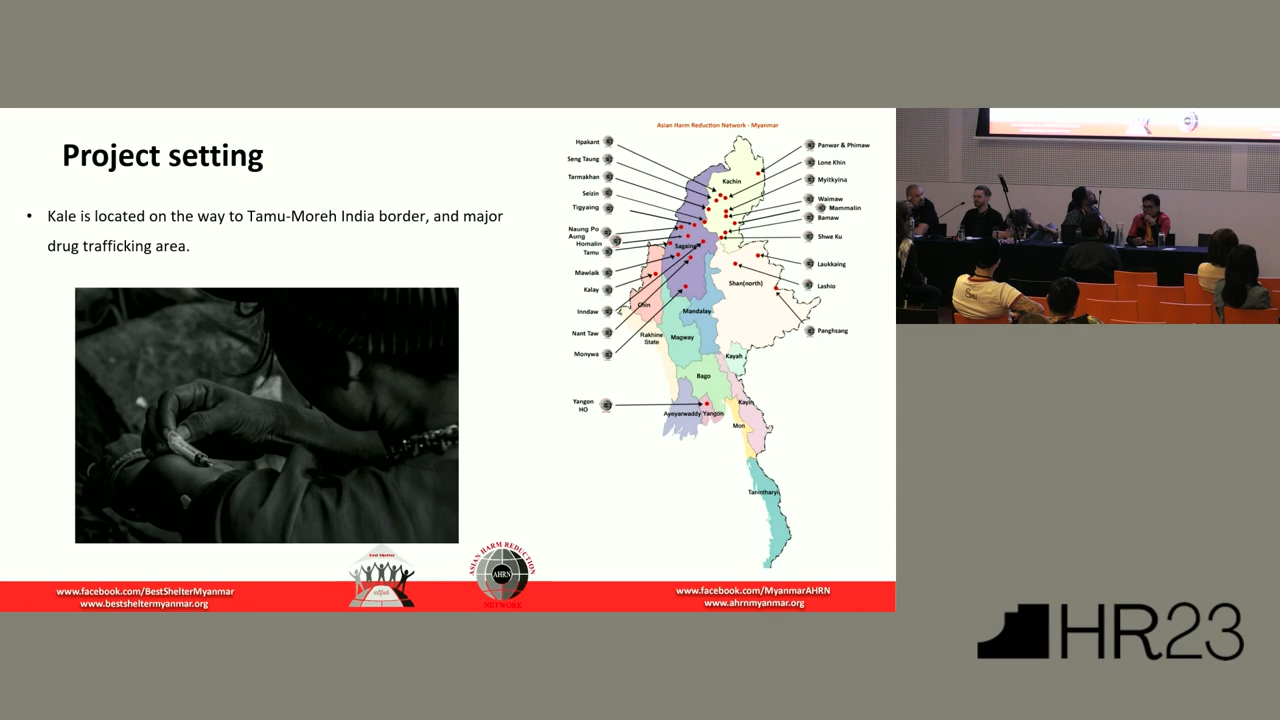 Project setting
• Kale is located on the way to Tamu-Moreh India border, and major
drug trafficking area.
Asian Harm Reduction Network - Myanmar
Hpakant
Seng Taung
Tarmakhan
Seizin
Tigyaing
Naung Po
Aung
Homalin
Tamu
Mawlaik
Kalay
Inndaw
Nant Taw
Monywa
Yangon
HO
Panwar & Phimaw
Lone Khin
Myitkyina
Waimaw
Mammalin
Bamaw
Shwe Ku
Laukkaing
Lashio
Panghsang
Kachin
Sagaing
Shan(north)
Chin
Mandalay
Rakhine
State
Magway
Kayah
Bago
Kayin
Ayeyarwaddy
Yangon
Mon
Tanintharyi
Best Shelter
ASIAN HARM REDUCTION
AHRN
NETWORK
www.facebook.com/BestShelterMyanmar
www.bestsheltermyanmar.org
www.facebook.com/MyanmarAHRN
www.ahrnmyanmar.org
HR23